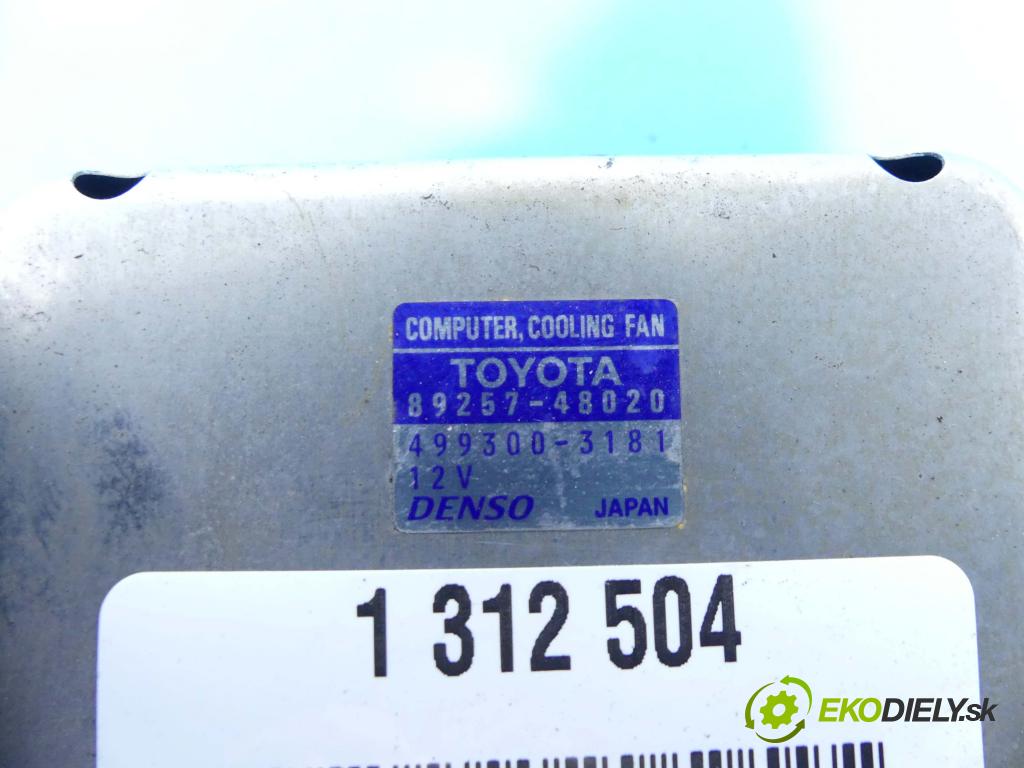 COMPUTER, COOLING FAN
TOYOTA
89257-48020
499300-3181
12V
DENSO JAPAN
1 312 504
EKODIELY.sk